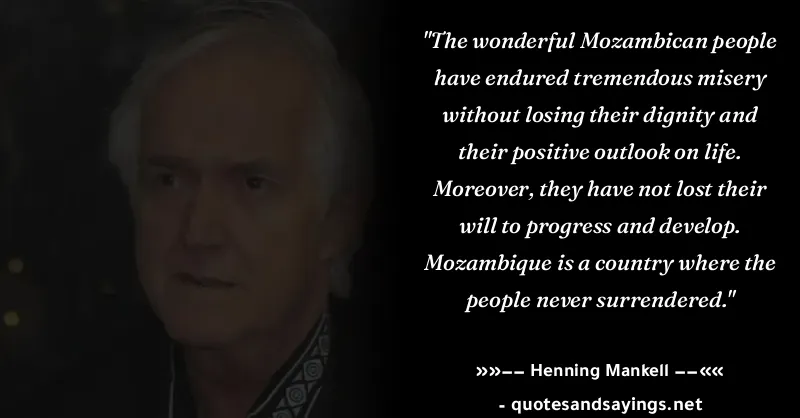 "The wonderful Mozambican people
have endured tremendous misery
without losing their dignity and
their positive outlook on life.
Moreover, they have not lost their
will to progress and develop.
Mozambique is a country where the
people never surrendered."
»»−− Henning Mankell −−««
- quotesandsayings.net